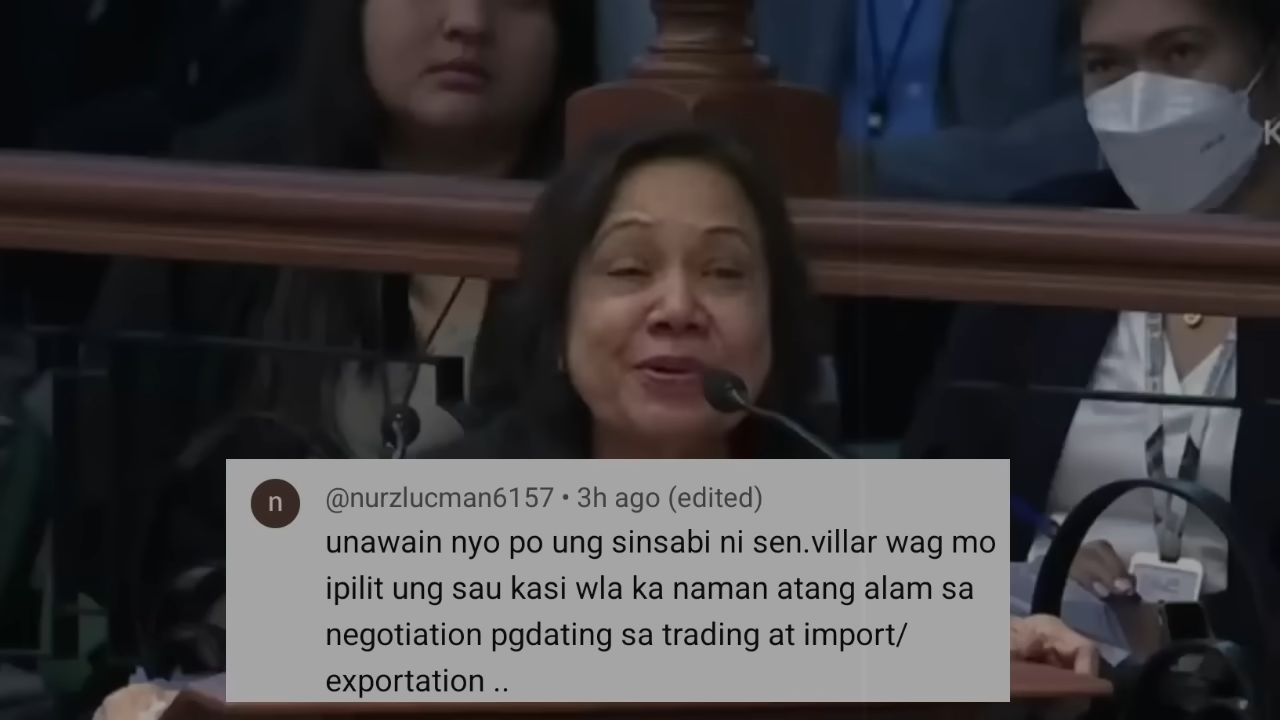 K
n
@nurzlucman6157 • 3h ago (edited)
unawain nyo po ung sinsabi ni sen.villar wag mo
ipilit ung sau kasi wla ka naman atang alam sa
negotiation pgdating sa trading at import/
exportation ..